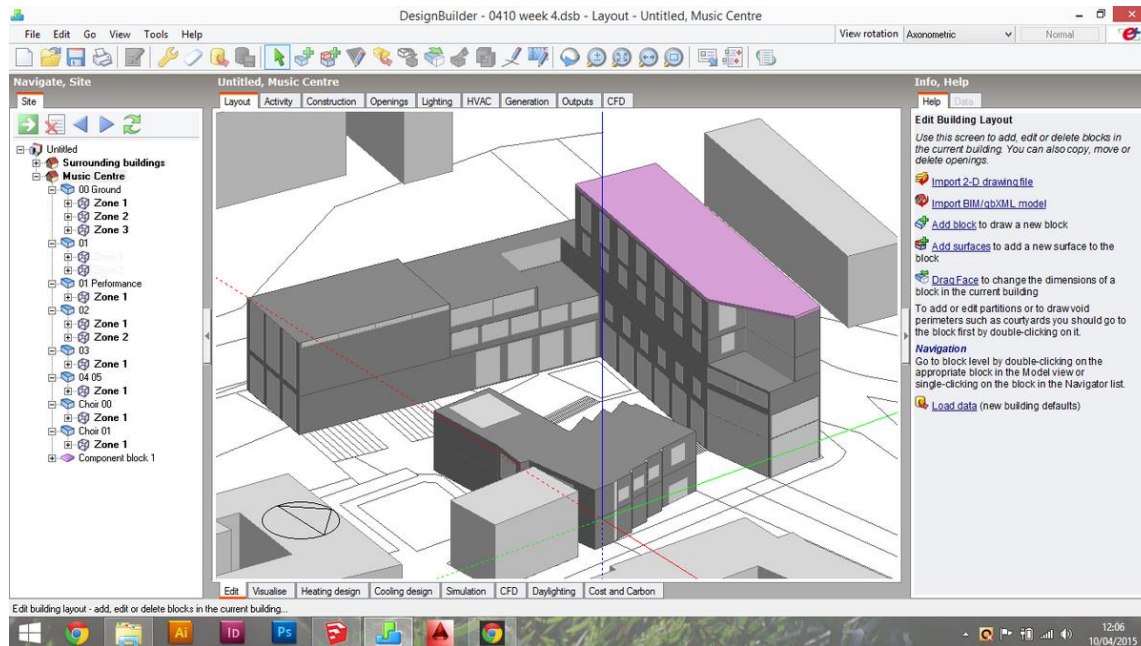 DesignBuilder - 0410 week 4.dsb - Layout - Untitled, Music Centre
File Edit Go View Tools Help
View rotation Axonometric Normal
Navigate, Site
Untitled, Music Centre
Info, Help
Site
Layout Activity Construction Openings Lighting HVAC Generation Outputs CFD
Help Data
Untitled
Surrounding buildings
Music Centre
00 Ground
Zone 1
Zone 2
Zone 3
01
Zone 1
Zone 2
01 Performance
Zone 1
02
Zone 1
Zone 2
03
Zone 1
04 05
Zone 1
Choir 00
Zone 1
Choir 01
Zone 1
Component block 1
Edit Building Layout
Use this screen to add, edit or delete blocks in
the current building. You can also copy, move or
delete openings.
Import 2-D drawing file
Import BIM/gbXML model
Add block to draw a new block
Add surfaces to add a new surface to the
block
Drag Face to change the dimensions of a
block in the current building
To add or edit partitions or to draw void
perimeters such as courtyards you should go to
the block first by double-clicking on it.
Navigation
Go to block level by double-clicking on the
appropriate block in the Model view or
single-clicking on the block in the Navigator list.
Load data (new building defaults)
Edit Visualise Heating design Cooling design Simulation CFD Daylighting Cost and Carbon
Edit building layout - add, edit or delete blocks in the current building...
Ai Id Ps
12:06
10/04/2015